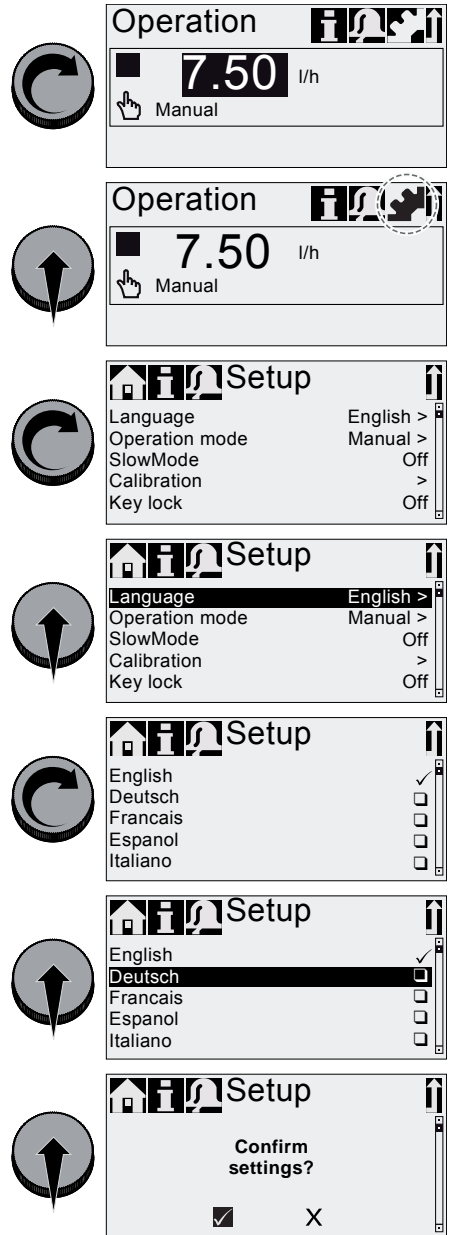 Operation
7.50 l/h
Manual
Operation
7.50 l/h
Manual
Setup
Language English >
Operation mode Manual >
SlowMode Off
Calibration >
Key lock Off
Setup
Language English >
Operation mode Manual >
SlowMode Off
Calibration >
Key lock Off
Setup
English
Deutsch
Francais
Espanol
Italiano
Setup
English
Deutsch
Francais
Espanol
Italiano
Setup
Confirm
settings?
X